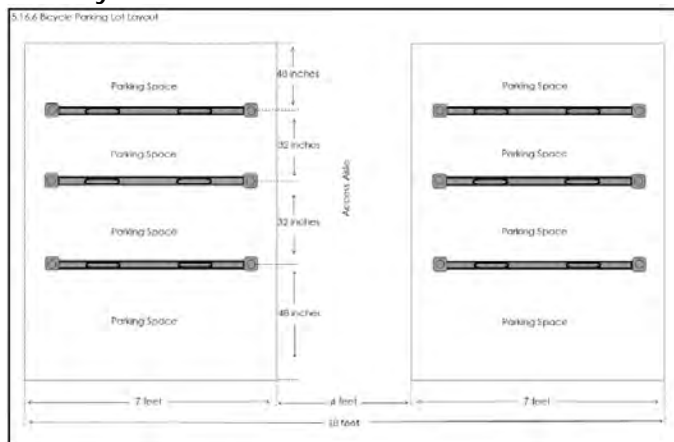 5.16.6 Bicycle Parking Lot Layout
Parking Space
48 inches
Parking Space
Parking Space
32 inches
Parking Space
Access Aisle
Parking Space
32 inches
Parking Space
Parking Space
48 inches
Parking Space
7 feet
4 feet
7 feet
18 feet